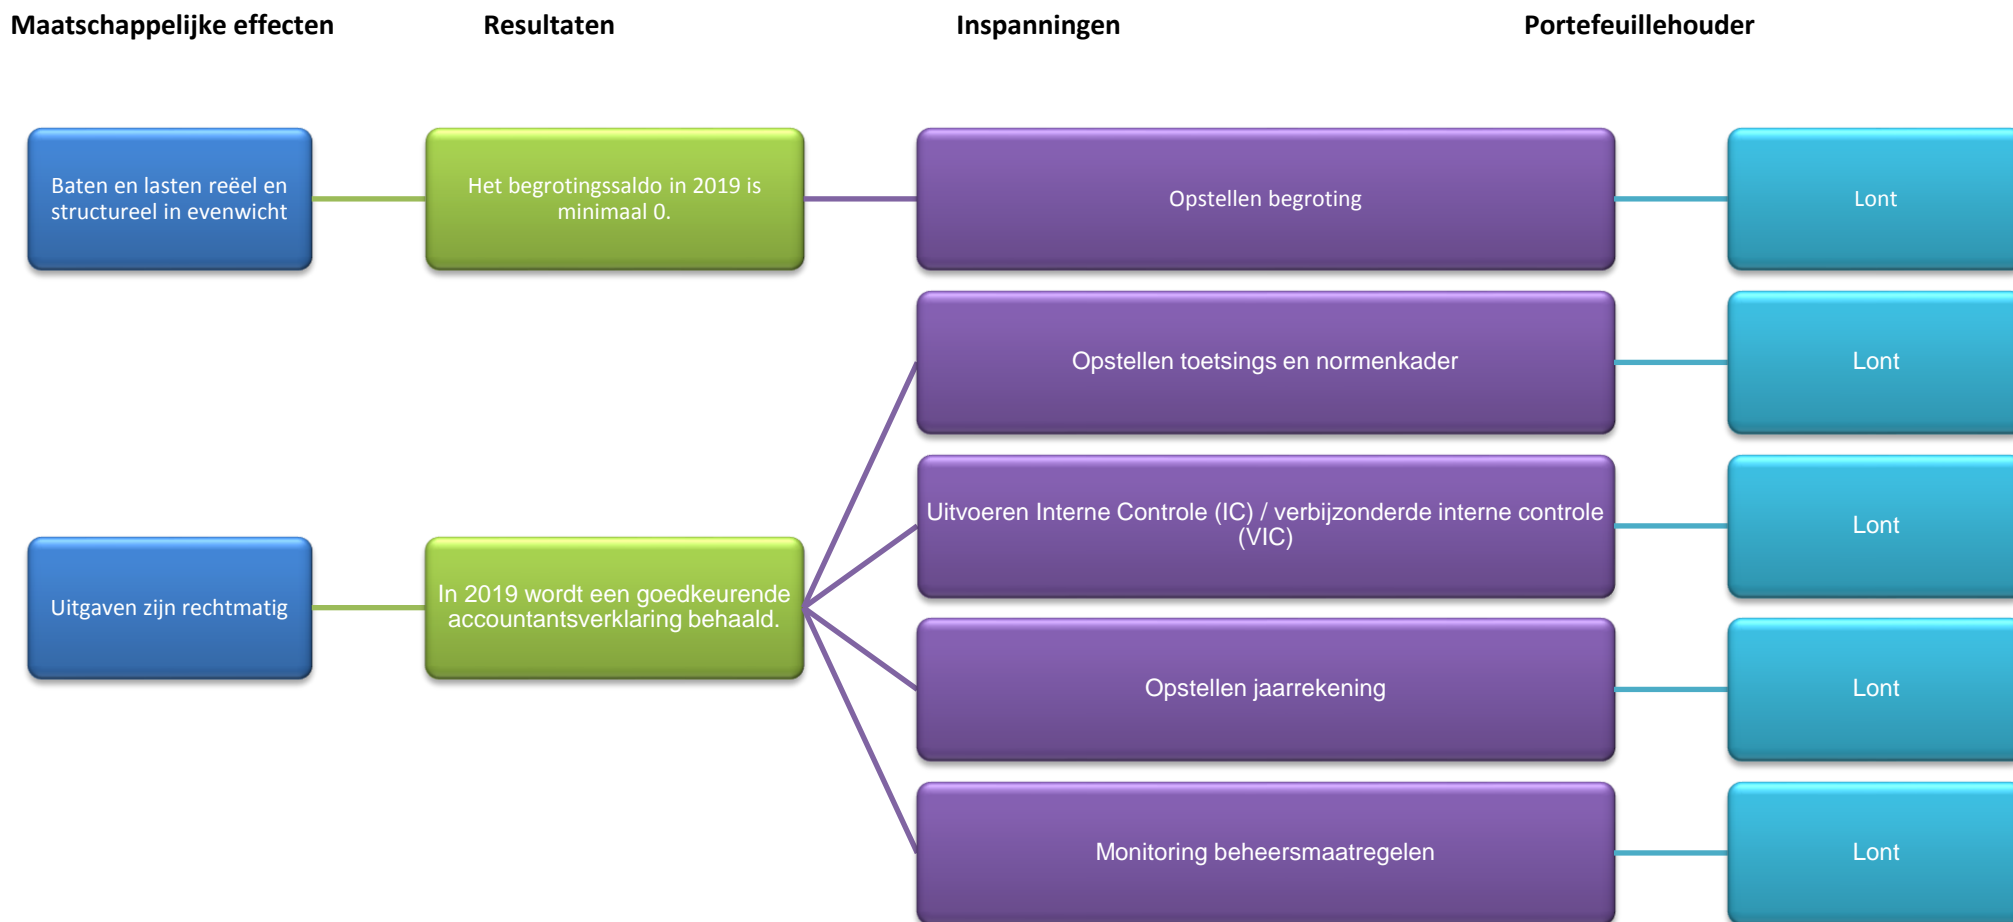 Maatschappelijke effecten
Resultaten
Inspanningen
Portefeuillehouder
Baten en lasten reëel en
structureel in evenwicht
Het begrotingssaldo in 2019 is
minimaal 0.
Opstellen begroting
Lont
Opstellen toetsings en normenkader
Lont
Uitvoeren Interne Controle (IC) / verbijzonderde interne controle
(VIC)
Lont
Uitgaven zijn rechtmatig
In 2019 wordt een goedkeurende
accountantsverklaring behaald.
Opstellen jaarrekening
Lont
Monitoring beheersmaatregelen
Lont